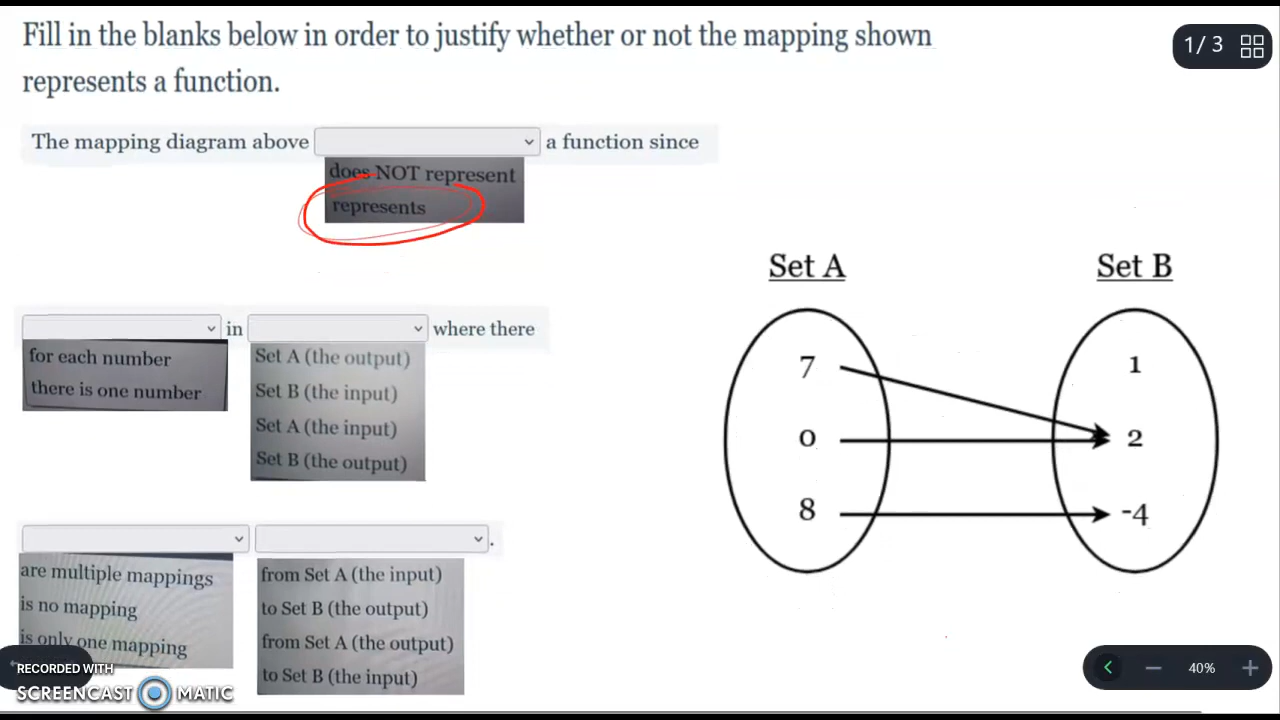 Fill in the blanks below in order to justify whether or not the mapping shown
represents a function.
1 / 3
The mapping diagram above a function since
does NOT represent
represents
in where there
for each number
there is one number
Set A (the output)
Set B (the input)
Set A (the input)
Set B (the output)
.
are multiple mappings
is no mapping
is only one mapping
from Set A (the input)
to Set B (the output)
from Set A (the output)
to Set B (the input)
Set A
Set B
7
0
8
1
2
-4
RECORDED WITH
SCREENCAST MATIC
40%